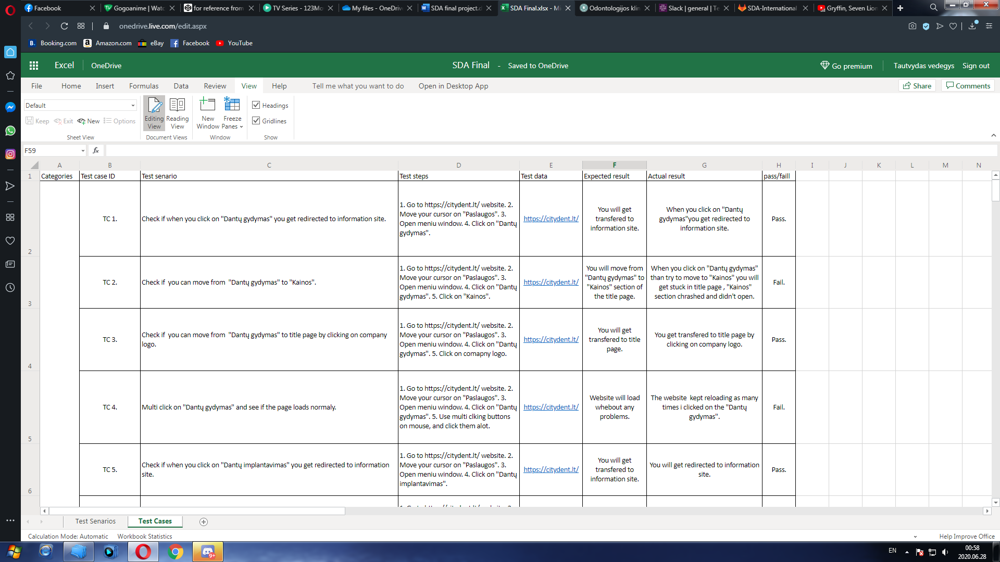 Facebook
Gogoanime | Watc
for reference from
TV Series - 123Mo
My files - OneDrive
SDA final project.d
SDA Final.xlsx - Mi
Odontologijos klin
Slack | general | Te
SDA-International
Gryffin, Seven Lion
onedrive.live.com/edit.aspx
Booking.com
Amazon.com
eBay
Facebook
YouTube
Excel
OneDrive
SDA Final - Saved to OneDrive
Go premium
Tautvydas vedegys
Sign out
File
Home
Insert
Formulas
Data
Review
View
Help
Tell me what you want to do
Open in Desktop App
Share
Comments
Default
Keep
Exit
New
Options
Sheet View
Editing
View
Reading
View
Document Views
New
Window
Freeze
Panes
Window
Headings
Gridlines
Show
F59
fx
A B C D E F G H I J K L M N
1 Categories Test case ID Test senario Test steps Test data Expected result Actual result pass/faill
2
TC 1.
Check if when you click on "Dantų gydymas" you get redirected to information site.
1. Go to https://citydent.lt/ website. 2.
Move your cursor on "Paslaugos". 3.
Open meniu window. 4. Click on "Dantų
gydymas".
https://citydent.lt/
You will get
transfered to
information site.
When you click on "Dantų
gydymas"you get redirected to
information site.
Pass.
3
TC 2.
Check if  you can move from  "Dantų gydymas" to "Kainos".
1. Go to https://citydent.lt/ website. 2.
Move your cursor on "Paslaugos". 3.
Open meniu window. 4. Click on "Dantų
gydymas". 5. Click on "Kainos".
https://citydent.lt/
You will move from
"Dantų gydymas" to
"Kainos" section of
the title page.
When you click on "Dantų gydymas"
than try to move to "Kainos" you will
get stuck in title page , "Kainos"
section chrashed and didn't open.
Fail.
4
TC 3.
Check if  you can move from  "Dantų gydymas" to title page by clicking on company
logo.
1. Go to https://citydent.lt/ website. 2.
Move your cursor on "Paslaugos". 3.
Open meniu window. 4. Click on "Dantų
gydymas". 5. Click on comapny logo.
https://citydent.lt/
You will get
transfered to title
page.
You get transfered to title page by
clicking on company logo.
Pass.
5
TC 4.
Multi click on "Dantų gydymas" and see if the page loads normaly.
1. Go to https://citydent.lt/ website. 2.
Move your cursor on "Paslaugos". 3.
Open meniu window. 4. Click on "Dantų
gydymas". 5. Use multi clking buttons
on mouse, and click them alot.
https://citydent.lt/
Website will load
whebout any
problems.
The website  kept reloading as many
times i clicked on the "Dantų
gydymas".
Fail.
6
TC 5.
Check if when you click on "Dantų implantavimas" you get redirected to information
site.
1. Go to https://citydent.lt/ website. 2.
Move your cursor on "Paslaugos". 3.
Open meniu window. 4. Click on "Dantų
implantavimas".
https://citydent.lt/
You will get
transfered to
information site.
You will get redirected to information
site.
Pass.
Test Senarios
Test Cases
Calculation Mode: Automatic
Workbook Statistics
Help Improve Office
9+
EN
00:58
2020.06.28